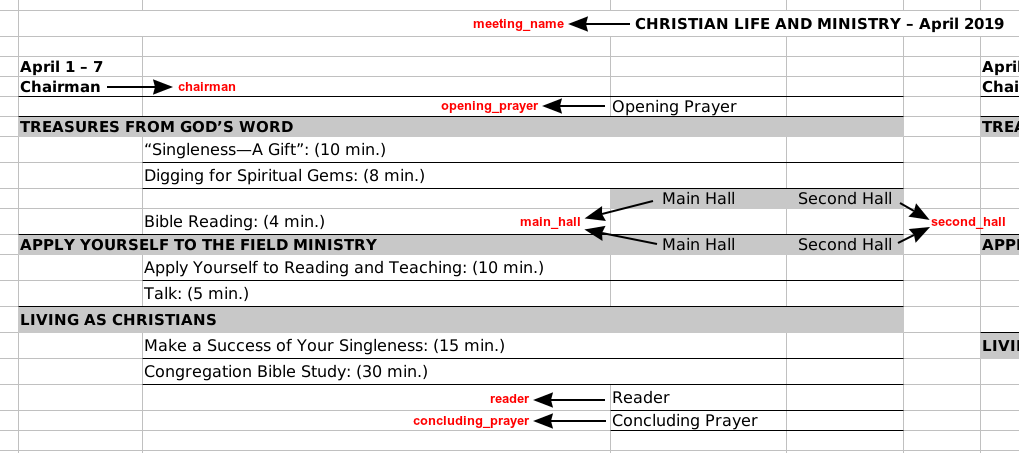 meeting_name CHRISTIAN LIFE AND MINISTRY – April 2019
April 1 – 7 April
Chairman chairman Chai
opening_prayer Opening Prayer
TREASURES FROM GOD’S WORD TREA
“Singleness—A Gift”: (10 min.)
Digging for Spiritual Gems: (8 min.)
Main Hall Second Hall
Bible Reading: (4 min.) main_hall second_hall
APPLY YOURSELF TO THE FIELD MINISTRY Main Hall Second Hall APPL
Apply Yourself to Reading and Teaching: (10 min.)
Talk: (5 min.)
LIVING AS CHRISTIANS
Make a Success of Your Singleness: (15 min.) LIVI
Congregation Bible Study: (30 min.)
reader Reader
concluding_prayer Concluding Prayer